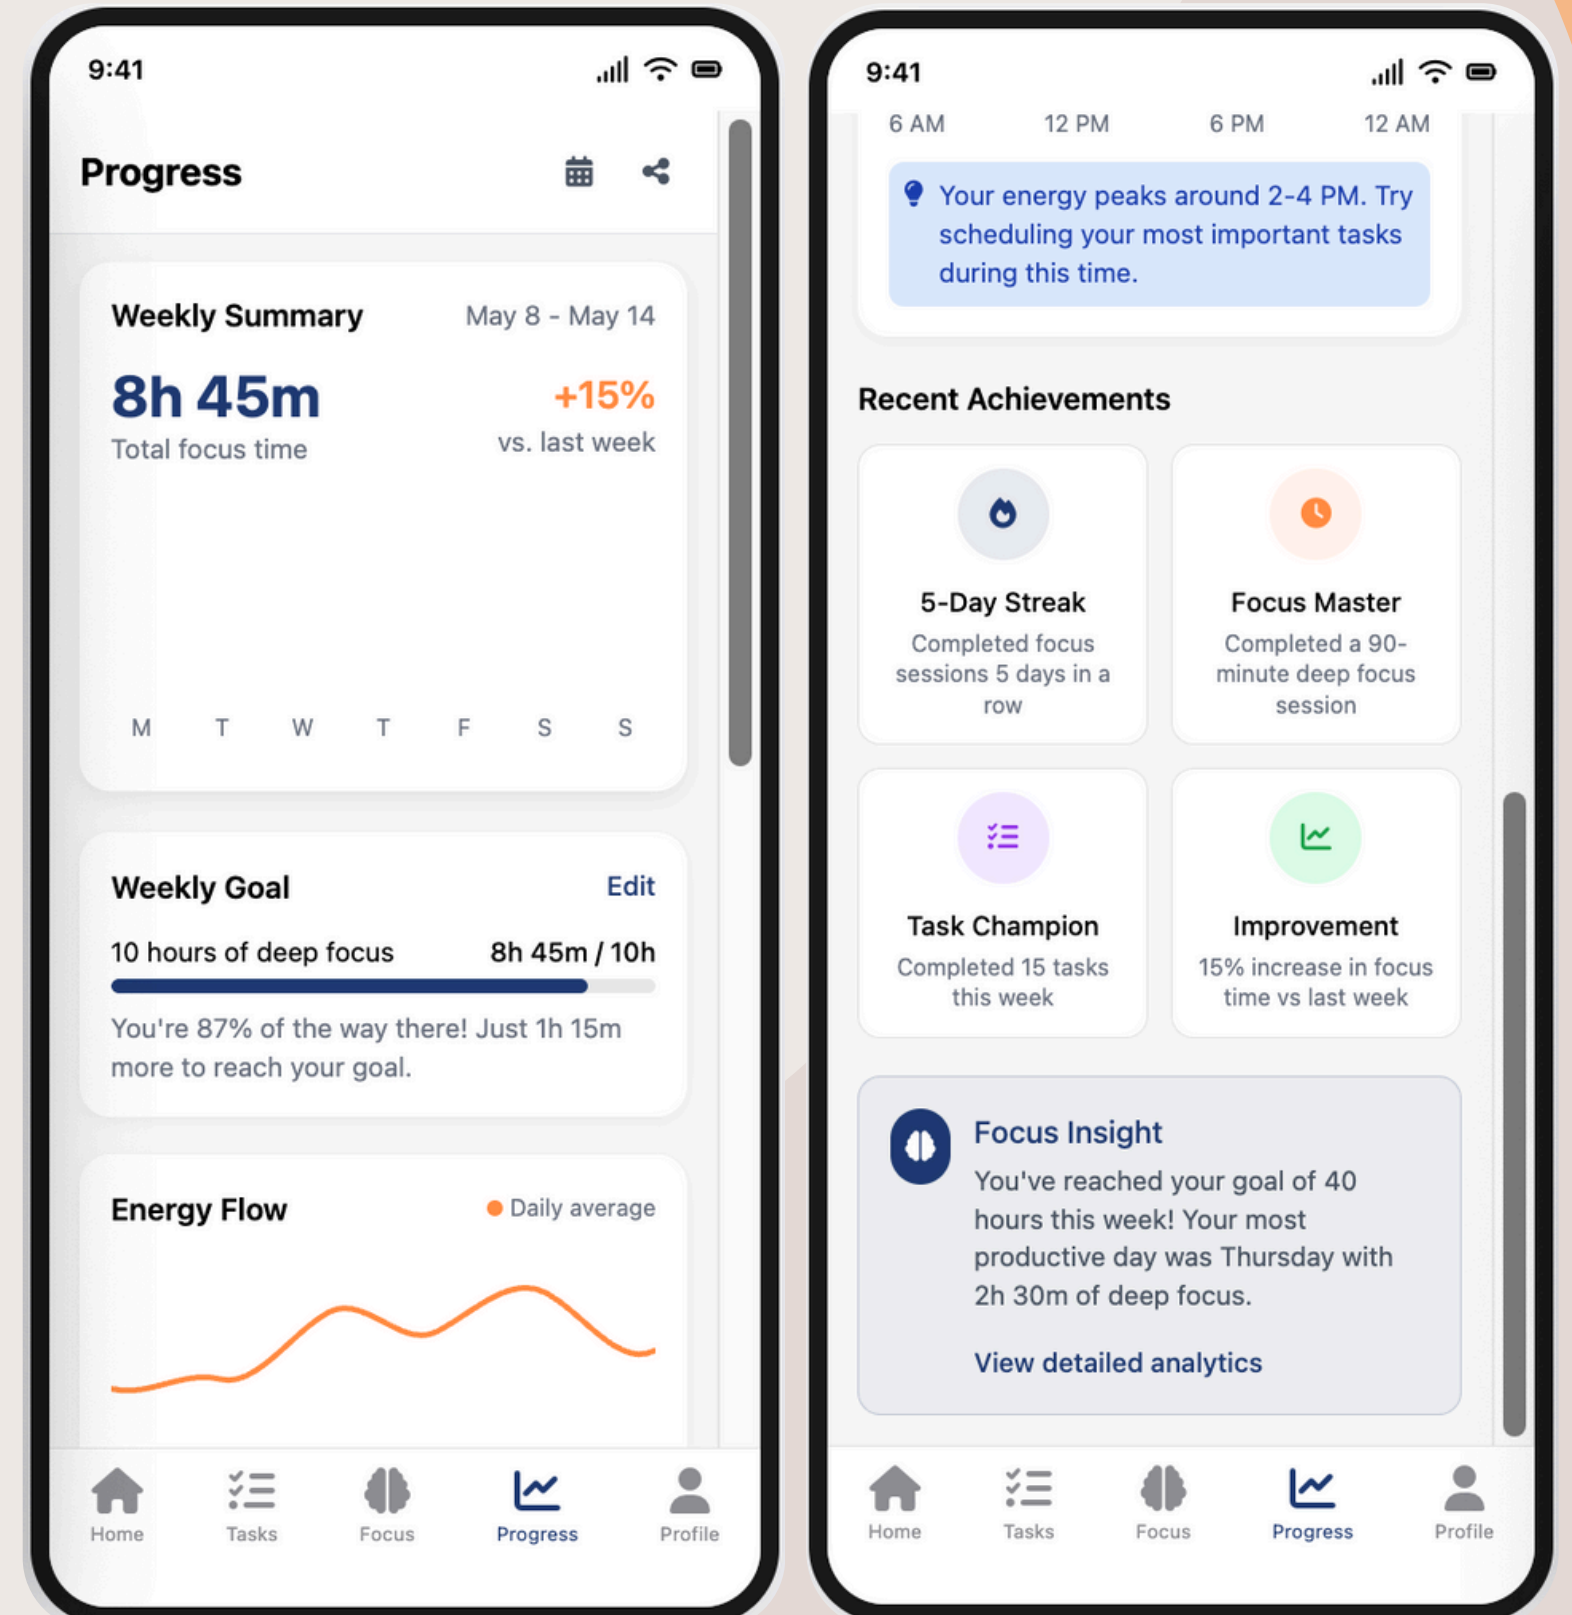 9:41
Progress
Weekly Summary
May 8 - May 14
8h 45m
+15%
Total focus time
vs. last week
M T W T F S S
Weekly Goal
Edit
10 hours of deep focus
8h 45m / 10h
You're 87% of the way there! Just 1h 15m
more to reach your goal.
Energy Flow
Daily average
Home
Tasks
Focus
Progress
Profile
9:41
6 AM
12 PM
6 PM
12 AM
Your energy peaks around 2-4 PM. Try
scheduling your most important tasks
during this time.
Recent Achievements
5-Day Streak
Completed focus
sessions 5 days in a
row
Focus Master
Completed a 90-
minute deep focus
session
Task Champion
Completed 15 tasks
this week
Improvement
15% increase in focus
time vs last week
Focus Insight
You've reached your goal of 40
hours this week! Your most
productive day was Thursday with
2h 30m of deep focus.
View detailed analytics
Home
Tasks
Focus
Progress
Profile